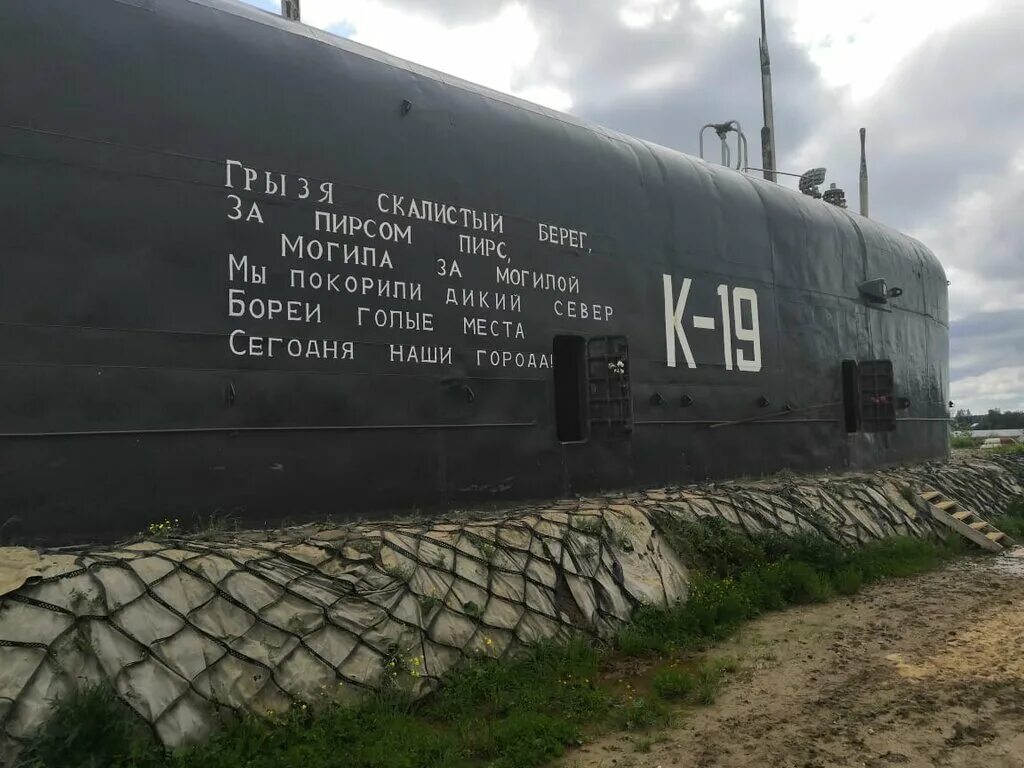 Грызя скалистый берег,
за пирсом пирс,
могила за могилой
Мы покорили дикий север
Бореи голые места
Сегодня наши города!
К-19